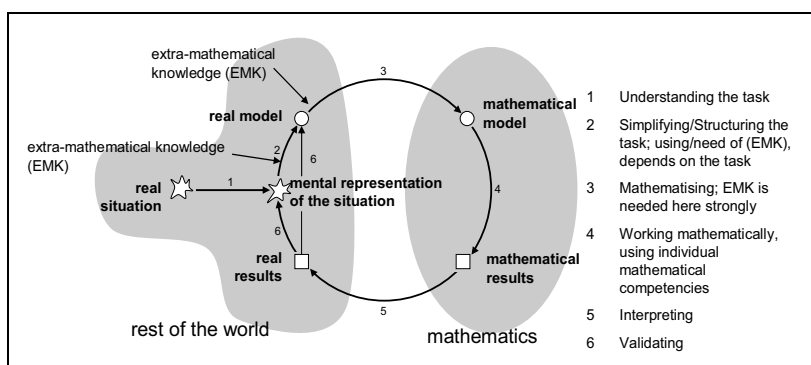 extra-mathematical
knowledge (EMK)
3
real model
mathematical
model
extra-mathematical knowledge
(EMK)
2
6
real
situation
1
mental representation
of the situation
4
6
real
results
mathematical
results
5
rest of the world
mathematics
1 Understanding the task
2 Simplifying/Structuring the
task; using/need of (EMK),
depends on the task
3 Mathematising; EMK is
needed here strongly
4 Working mathematically,
using individual
mathematical
competencies
5 Interpreting
6 Validating